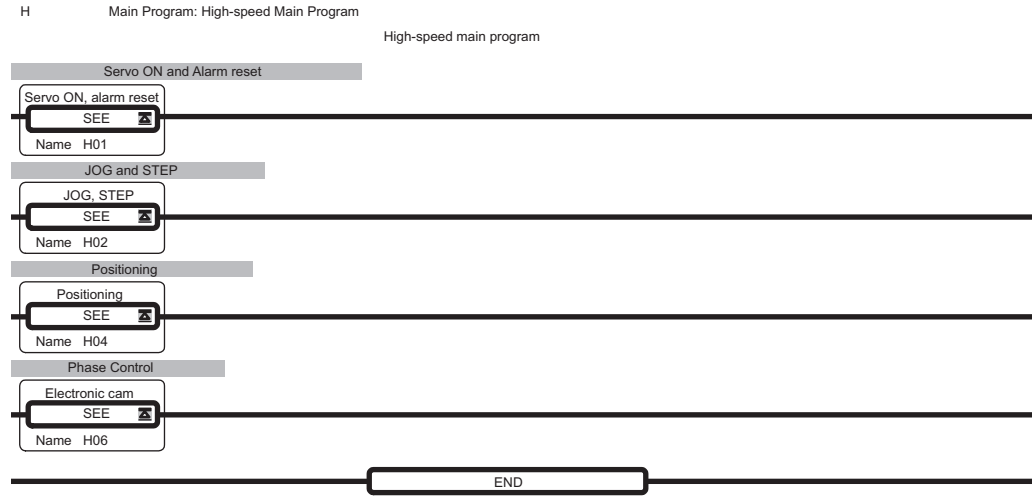 H Main Program: High-speed Main Program
High-speed main program
Servo ON and Alarm reset
Servo ON, alarm reset
SEE
Name H01
JOG and STEP
JOG, STEP
SEE
Name H02
Positioning
Positioning
SEE
Name H04
Phase Control
Electronic cam
SEE
Name H06
END